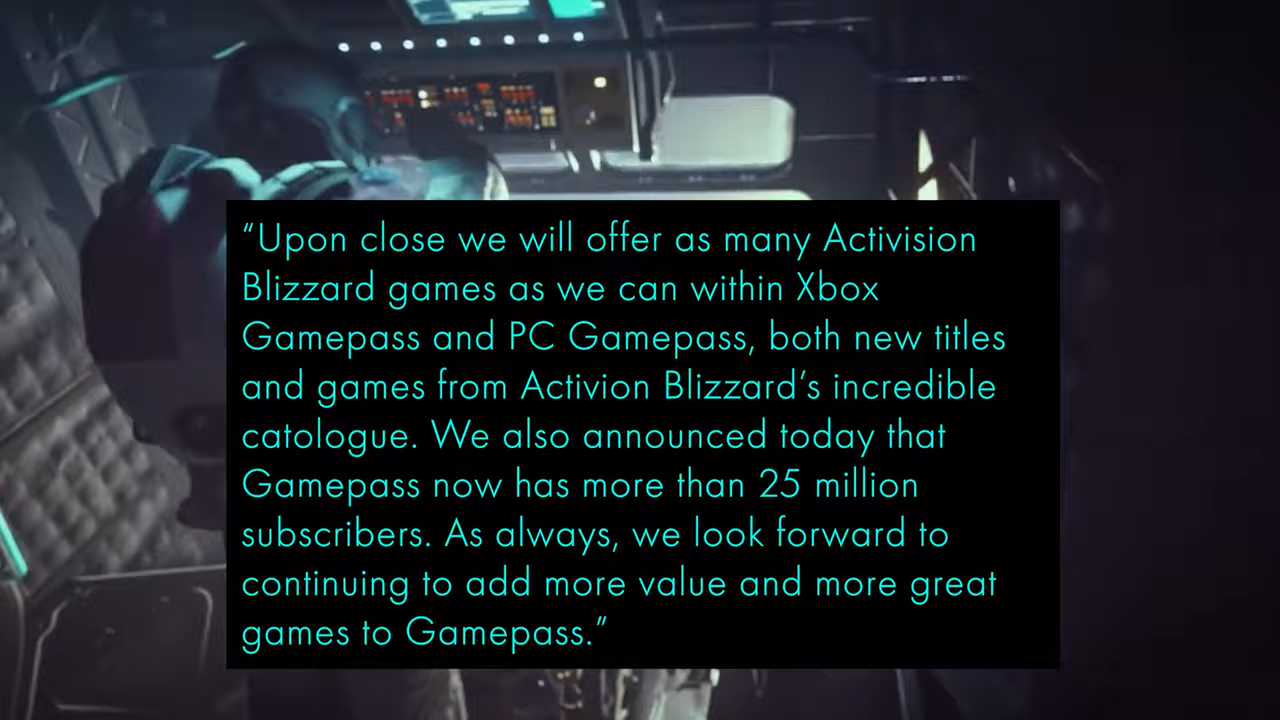 “Upon close we will offer as many Activision
Blizzard games as we can within Xbox
Gamepass and PC Gamepass, both new titles
and games from Activion Blizzard’s incredible
catologue. We also announced today that
Gamepass now has more than 25 million
subscribers. As always, we look forward to
continuing to add more value and more great
games to Gamepass.”